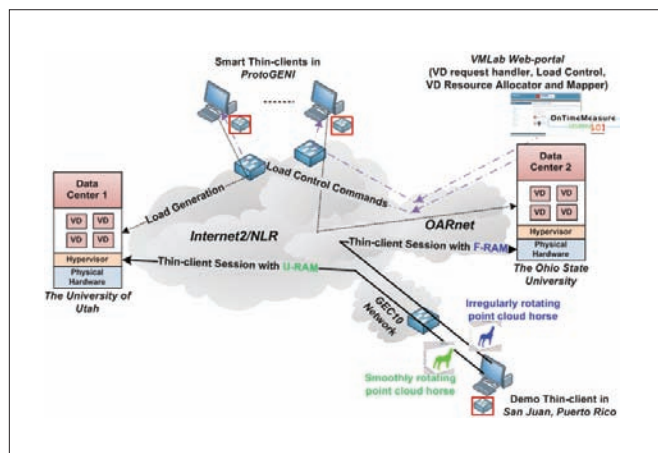 Smart Thin-clients in
ProtoGENI
VMLab Web-portal
(VD request handler, Load Control,
VD Resource Allocator and Mapper)
OnTimeMeasure
Data
Center 1
VD VD
VD VD
Hypervisor
Physical
Hardware
The University of
Utah
Load Generation
Load Control Commands
Internet2/NLR
OARnet
Data
Center 2
VD VD
VD VD
Hypervisor
Physical
Hardware
The Ohio State
University
Thin-client Session with F-RAM
Thin-client Session with U-RAM
GEC10
Network
Irregularly rotating
point cloud horse
Smoothly rotating
point cloud horse
Demo Thin-client in
San Juan, Puerto Rico